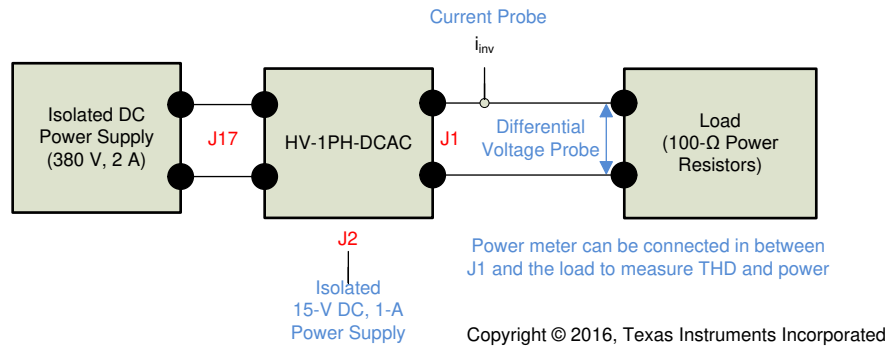 Current Probe
i_inv
Isolated DC
Power Supply
(380 V, 2 A)
J17
HV-1PH-DCAC
J1
Differential
Voltage Probe
Load
(100-Ω Power
Resistors)
J2
Isolated
15-V DC, 1-A
Power Supply
Power meter can be connected in between
J1 and the load to measure THD and power
Copyright © 2016, Texas Instruments Incorporated